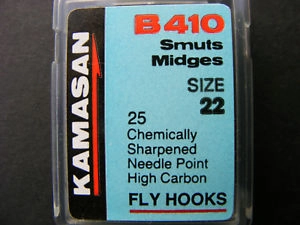 KAMASAN
B410
Smuts
Midges
SIZE
22
25
Chemically
Sharpened
Needle Point
High Carbon
FLY HOOKS